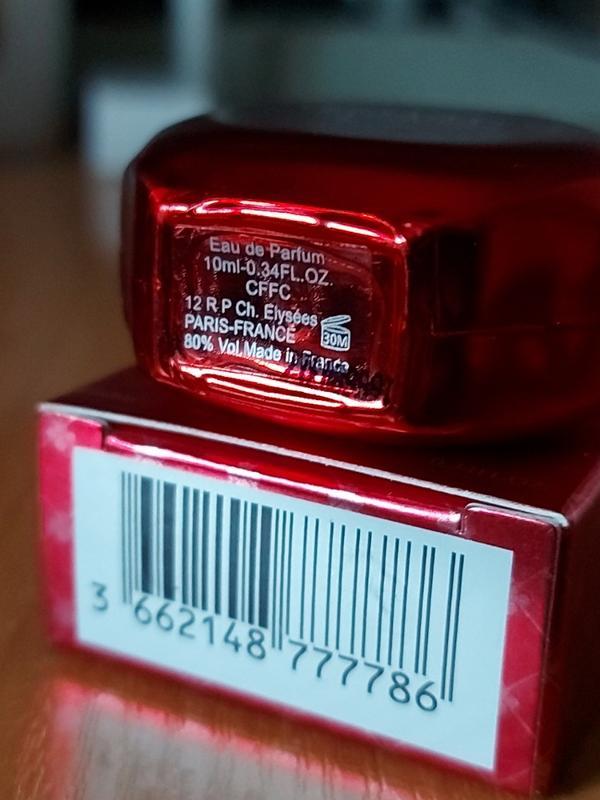 Eau de Parfum
10ml-0.34FL.OZ.
CFFC
12 R P Ch. Elysées
PARIS-FRANCE
30M
80% Vol.Made in France
3 662148 777786